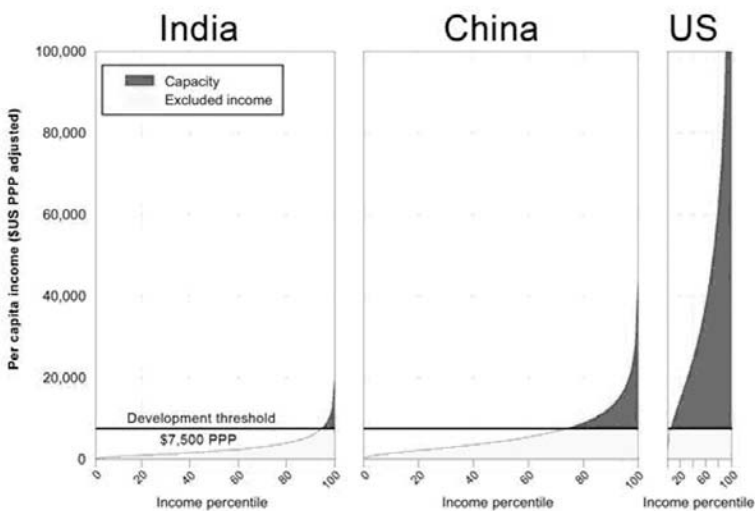 India
China
US
100,000
80,000
60,000
40,000
20,000
0
Per capita income ($US PPP adjusted)
Capacity
Excluded income
Development threshold
$7,500 PPP
0 20 40 60 80 100
0 20 40 60 80 100
20 60 100
Income percentile
Income percentile
Income percentile